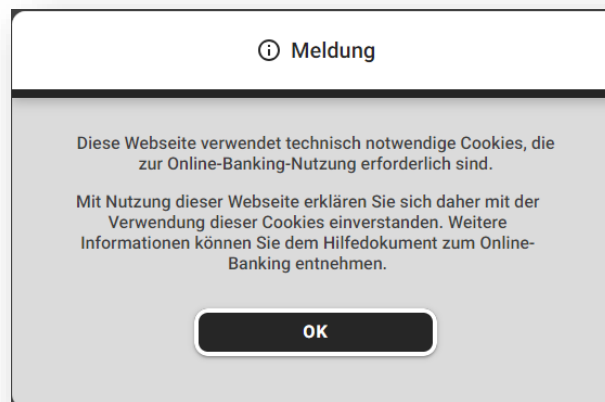 Meldung
Diese Webseite verwendet technisch notwendige Cookies, die
zur Online-Banking-Nutzung erforderlich sind.
Mit Nutzung dieser Webseite erklären Sie sich daher mit der
Verwendung dieser Cookies einverstanden. Weitere
Informationen können Sie dem Hilfedokument zum Online-
Banking entnehmen.
OK